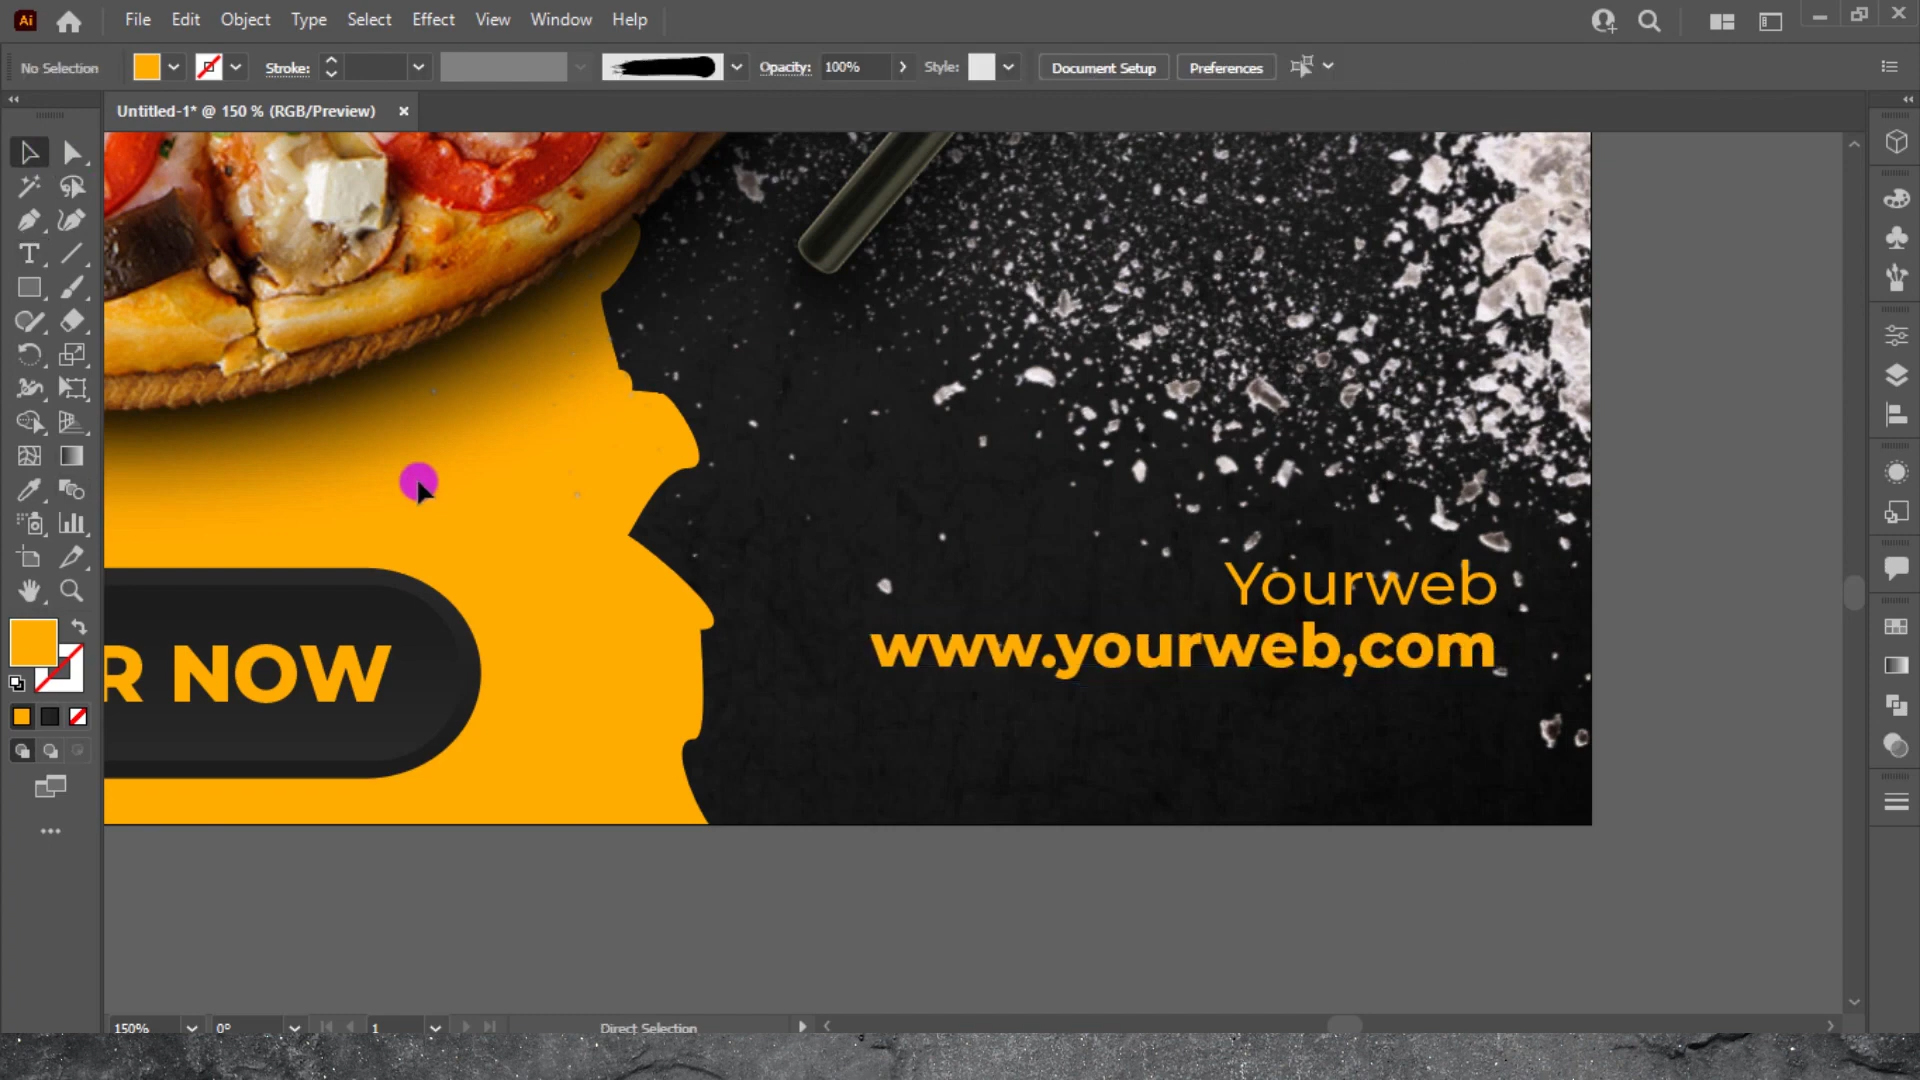 Ai File Edit Object Type Select Effect View Window Help
No Selection Stroke: Opacity: 100% Style: Document Setup Preferences
Untitled-1* @ 150 % (RGB/Preview) ×
T
R NOW
Yourweb
www.yourweb,com
150% 0° 1 Direct Selection